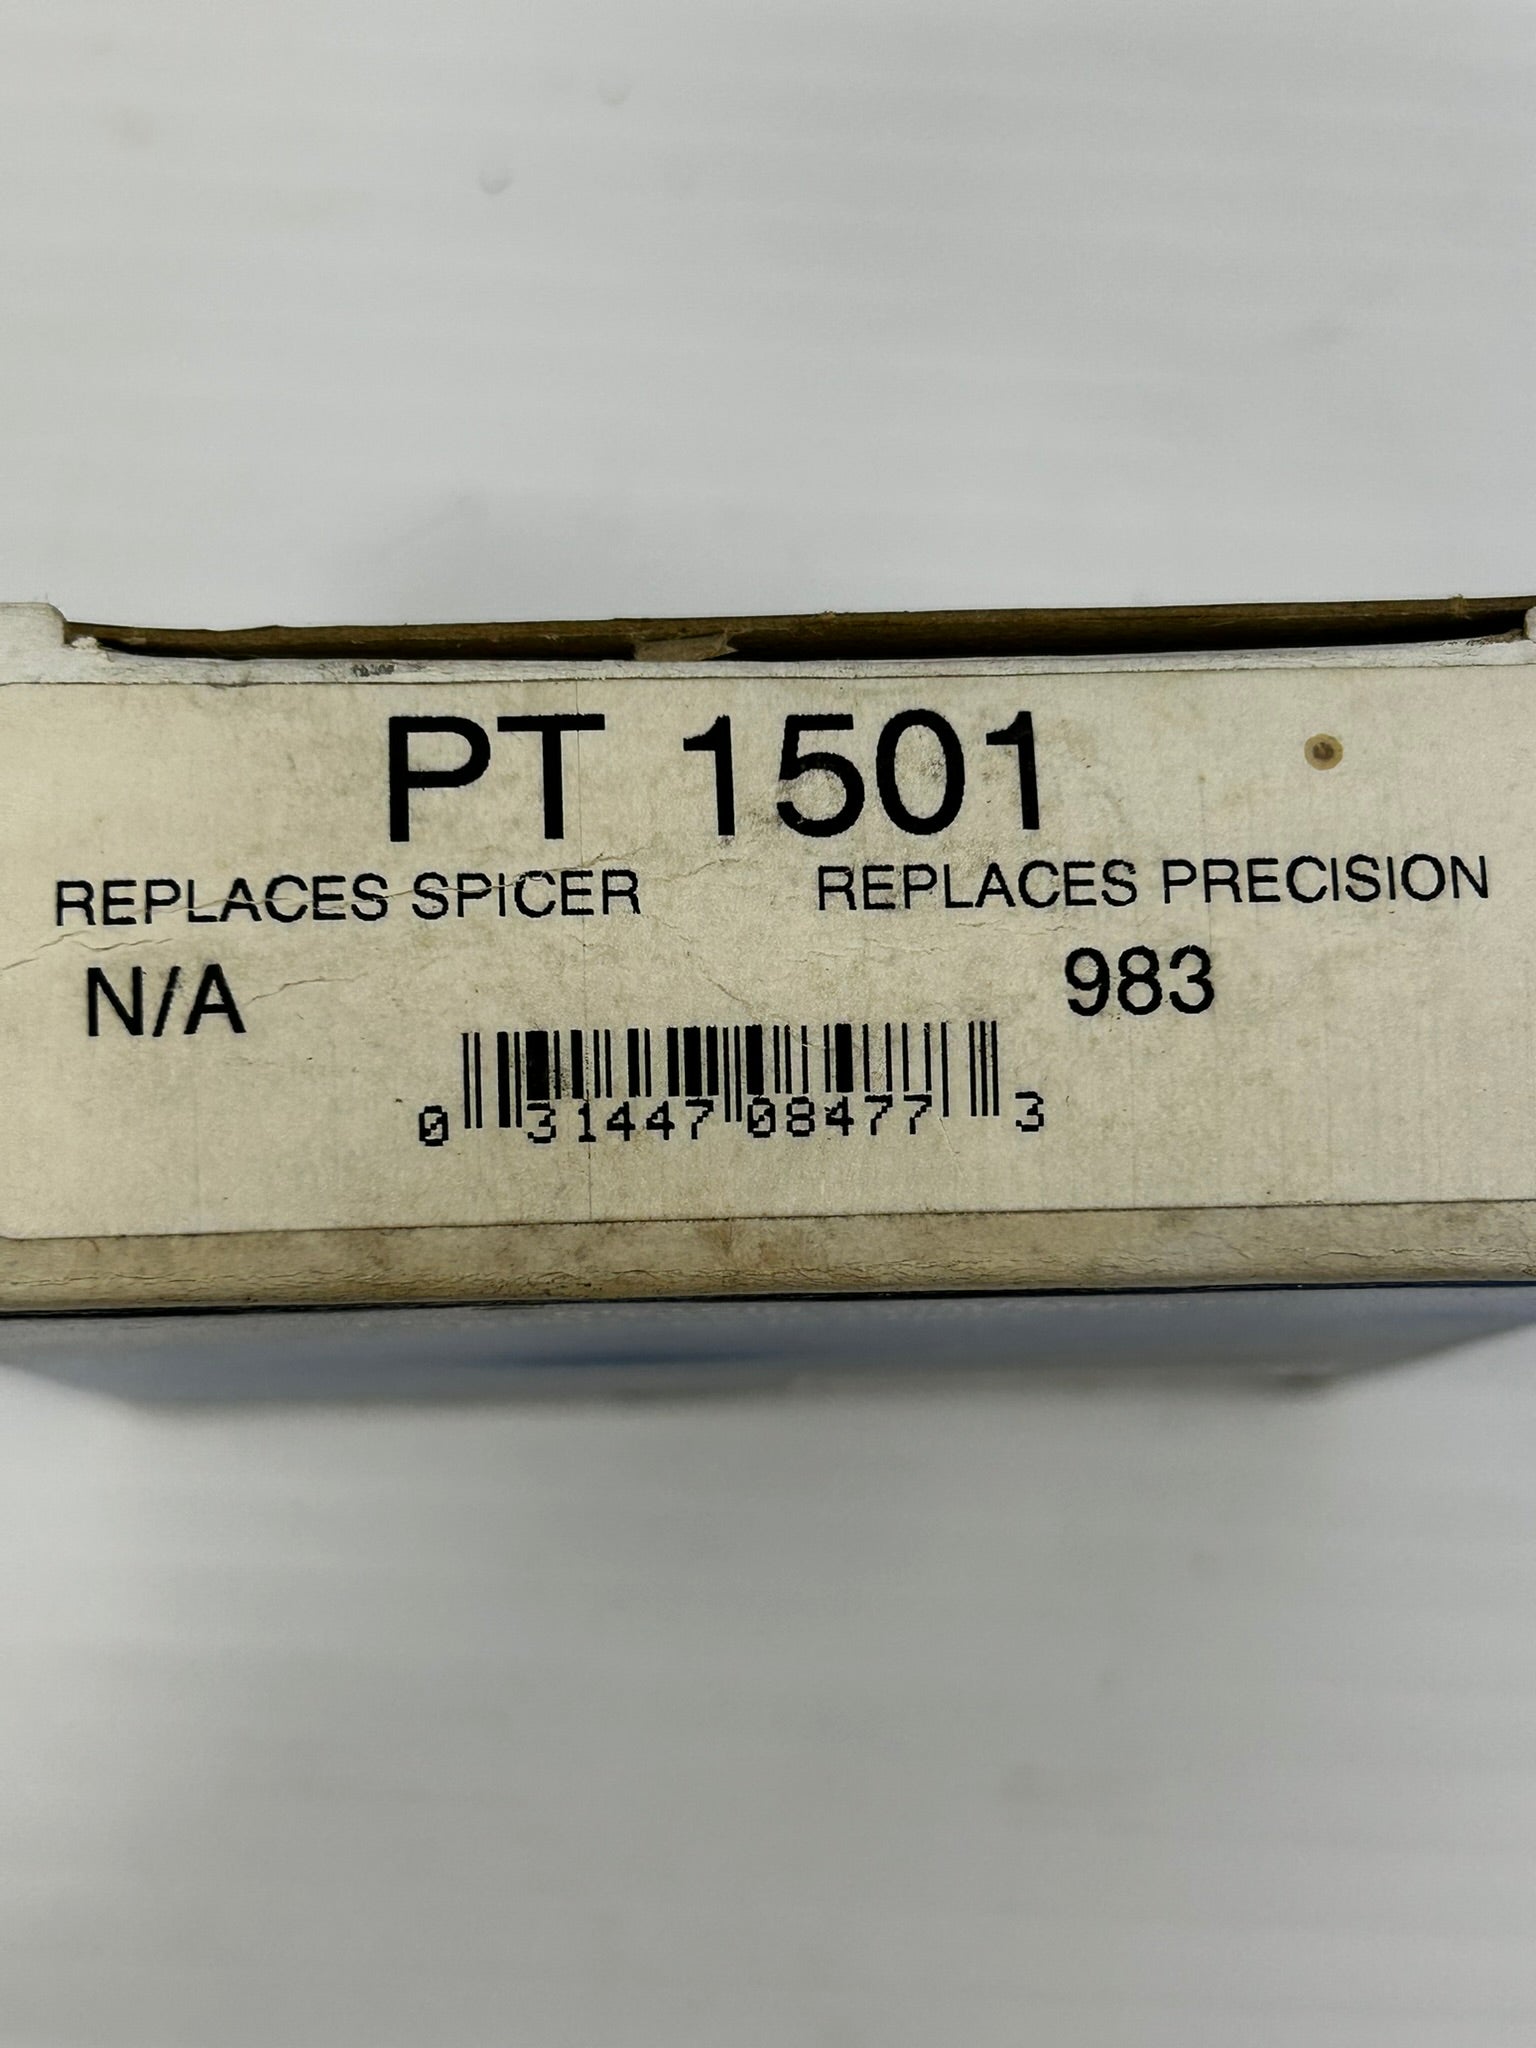 PT 1501
REPLACES SPICER REPLACES PRECISION
N/A 983
0 31447 08477 3